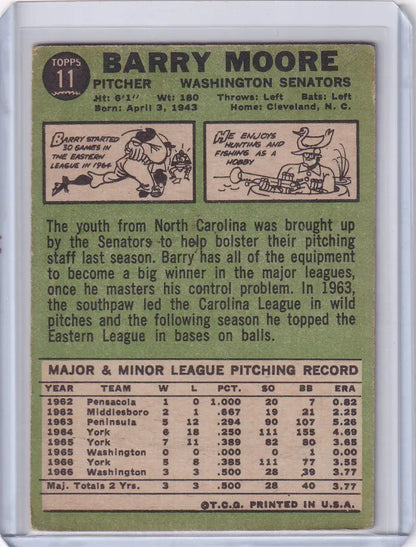 TOPPS
11
BARRY MOORE
PITCHER WASHINGTON SENATORS
Ht: 6'1" Wt: 180 Throws: Left Bats: Left
Born: April 3, 1943 Home: Cleveland, N. C.
BARRY STARTED
30 GAMES IN
THE EASTERN
LEAGUE IN 1964
HE ENJOYS
HUNTING AND
FISHING AS A
HOBBY
The youth from North Carolina was brought up
by the Senators to help bolster their pitching
staff last season. Barry has all of the equipment
to become a big winner in the major leagues,
once he masters his control problem. In 1963,
the southpaw led the Carolina League in wild
pitches and the following season he topped the
Eastern League in bases on balls.
MAJOR & MINOR LEAGUE PITCHING RECORD
YEAR TEAM W L PCT. SO BB ERA
1962 Pensacola 1 0 1.000 20 7 0.82
1962 Middlesboro 2 1 .667 19 21 2.25
1963 Peninsula 5 12 .294 90 107 5.26
1964 York 6 18 .250 111 155 4.69
1965 York 7 11 .389 82 80 3.65
1965 Washington 0 0 .000 0 1 0.00
1966 York 5 8 .385 111 77 3.55
1966 Washington 3 3 .500 28 39 3.77
Maj. Totals 2 Yrs. 3 3 .500 28 40 3.77
©T.C.G. PRINTED IN U.S.A.